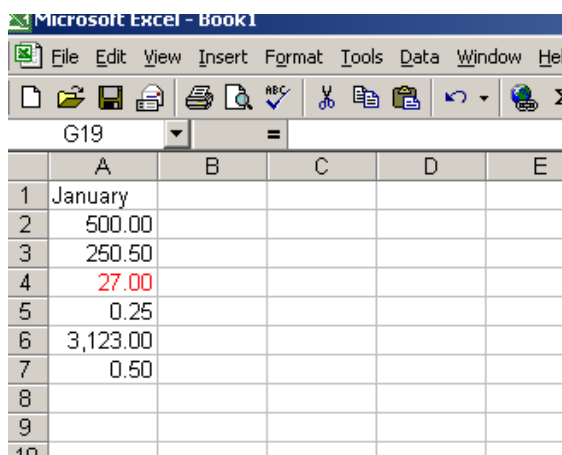 Microsoft Excel - Book1
File Edit View Insert Format Tools Data Window
ABC
G19 =
A B C D E
1 January
2 500.00
3 250.50
4 27.00
5 0.25
6 3,123.00
7 0.50
8
9